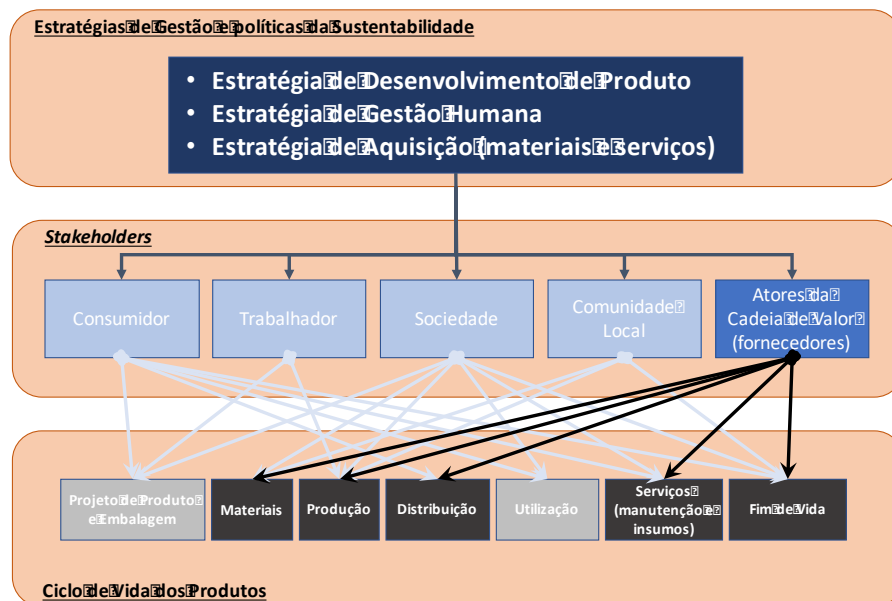 Estratégias de Gestão e políticas da Sustentabilidade
• Estratégia de Desenvolvimento de Produto
• Estratégia de Gestão Humana
• Estratégia de Aquisição (materiais e serviços)
Stakeholders
Consumidor
Trabalhador
Sociedade
Comunidade
Local
Atores da
Cadeia de Valor
(fornecedores)
Projeto de Produto
e Embalagem
Materiais
Produção
Distribuição
Utilização
Serviços
(manutenção e
insumos)
Fim de Vida
Ciclo de Vida dos Produtos